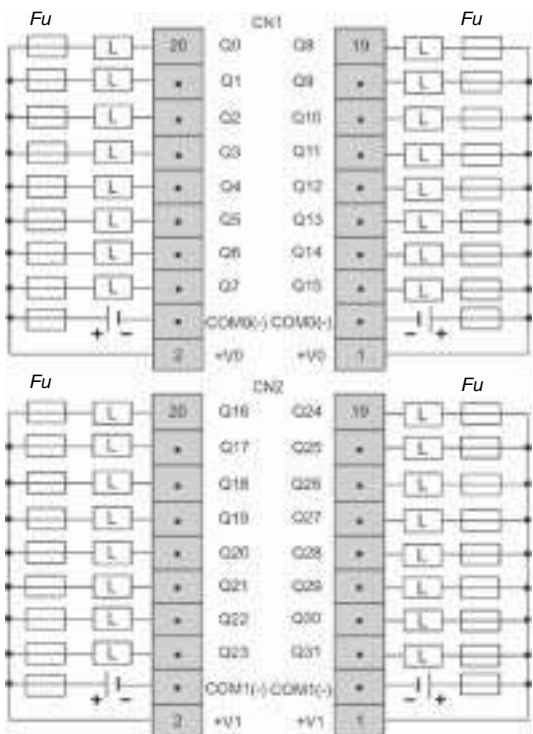 Fu CN1 Fu
L 20 Q0 Q8 19 L
L Q1 Q9 L
L Q2 Q10 L
L Q3 Q11 L
L Q4 Q12 L
L Q5 Q13 L
L Q6 Q14 L
L Q7 Q15 L
+ - COM0(-) COM0(-) - +
2 +V0 +V0 1
Fu CN2 Fu
L 20 Q16 Q24 19 L
L Q17 Q25 L
L Q18 Q26 L
L Q19 Q27 L
L Q20 Q28 L
L Q21 Q29 L
L Q22 Q30 L
L Q23 Q31 L
+ - COM1(-) COM1(-) - +
2 +V1 +V1 1